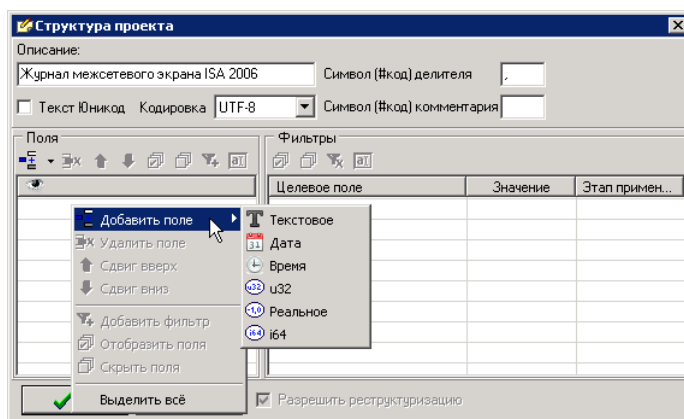 Структура проекта
Описание:
Журнал межсетевого экрана ISA 2006
Символ (#код) делителя
,
Текст Юникод
Кодировка
UTF-8
Символ (#код) комментария
Поля
Фильтры
Целевое поле
Значение
Этап примен...
Добавить поле
Удалить поле
Сдвиг вверх
Сдвиг вниз
Добавить фильтр
Отобразить поля
Скрыть поля
Выделить всё
Текстовое
Дата
Время
u32
Реальное
i64
Разрешить реструктуризацию